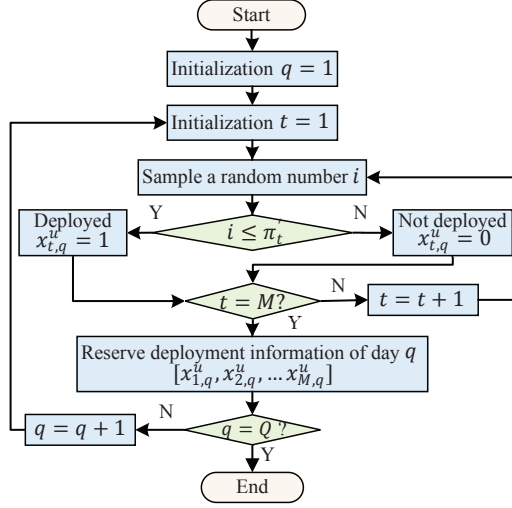 Start
Initialization q = 1
Initialization t = 1
Sample a random number i
Y
N
Deployed
x^u_{t,q} = 1
i ≤ π'_t
Not deployed
x^u_{t,q} = 0
t = M?
N
t = t + 1
Y
Reserve deployment information of day q
[x^u_{1,q}, x^u_{2,q}, … x^u_{M,q}]
N
q = q + 1
q = Q ?
Y
End